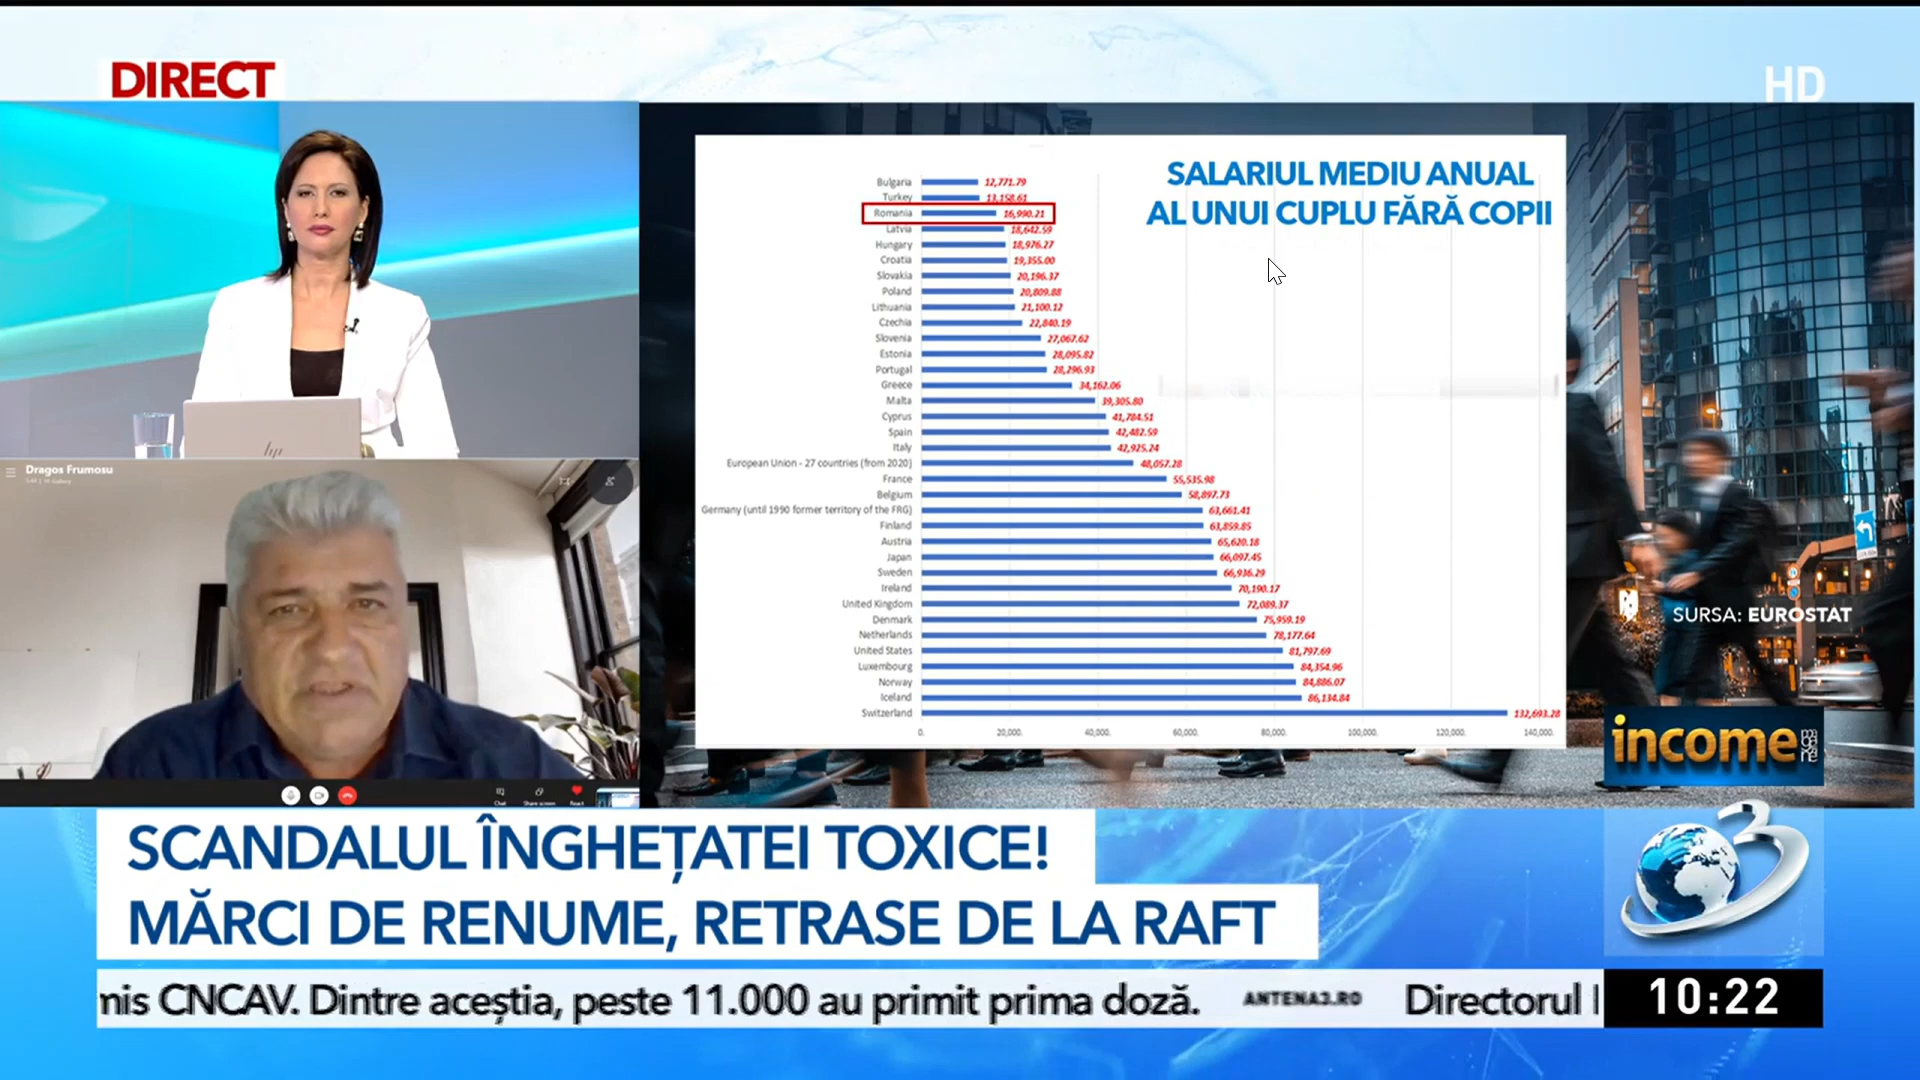 DIRECT
HD
SALARIUL MEDIU ANUAL
AL UNUI CUPLU FĂRĂ COPII
Bulgaria 12,771.79
Turkey 13,158.61
Romania 16,990.21
Latvia 18,642.59
Hungary 18,976.27
Croatia 19,355.00
Slovakia 20,196.37
Poland 20,809.88
Lithuania 21,100.12
Czechia 22,840.19
Slovenia 27,067.62
Estonia 28,095.82
Portugal 28,296.93
Greece 34,162.06
Malta 39,305.80
Cyprus 41,784.51
Spain 42,482.59
Italy 42,925.24
European Union - 27 countries (from 2020) 48,057.28
France 55,535.98
Belgium 58,897.73
Germany (until 1990 former territory of the FRG) 63,661.41
Finland 63,859.85
Austria 65,620.18
Japan 66,097.45
Sweden 66,936.29
Ireland 70,190.17
United Kingdom 72,089.37
Denmark 75,959.19
Netherlands 78,177.64
United States 81,797.69
Luxembourg 84,354.96
Norway 84,886.07
Iceland 86,134.84
Switzerland 132,693.28
0. 20,000. 40,000. 60,000. 80,000. 100,000. 120,000. 140,000.
SURSA: EUROSTAT
income
hp
Dragos Frumosu
Chat Share screen React
SCANDALUL ÎNGHEȚATEI TOXICE!
MĂRCI DE RENUME, RETRASE DE LA RAFT
3
nis CNCAV. Dintre aceștia, peste 11.000 au primit prima doză. ANTENA3.RO Directorul
10:22